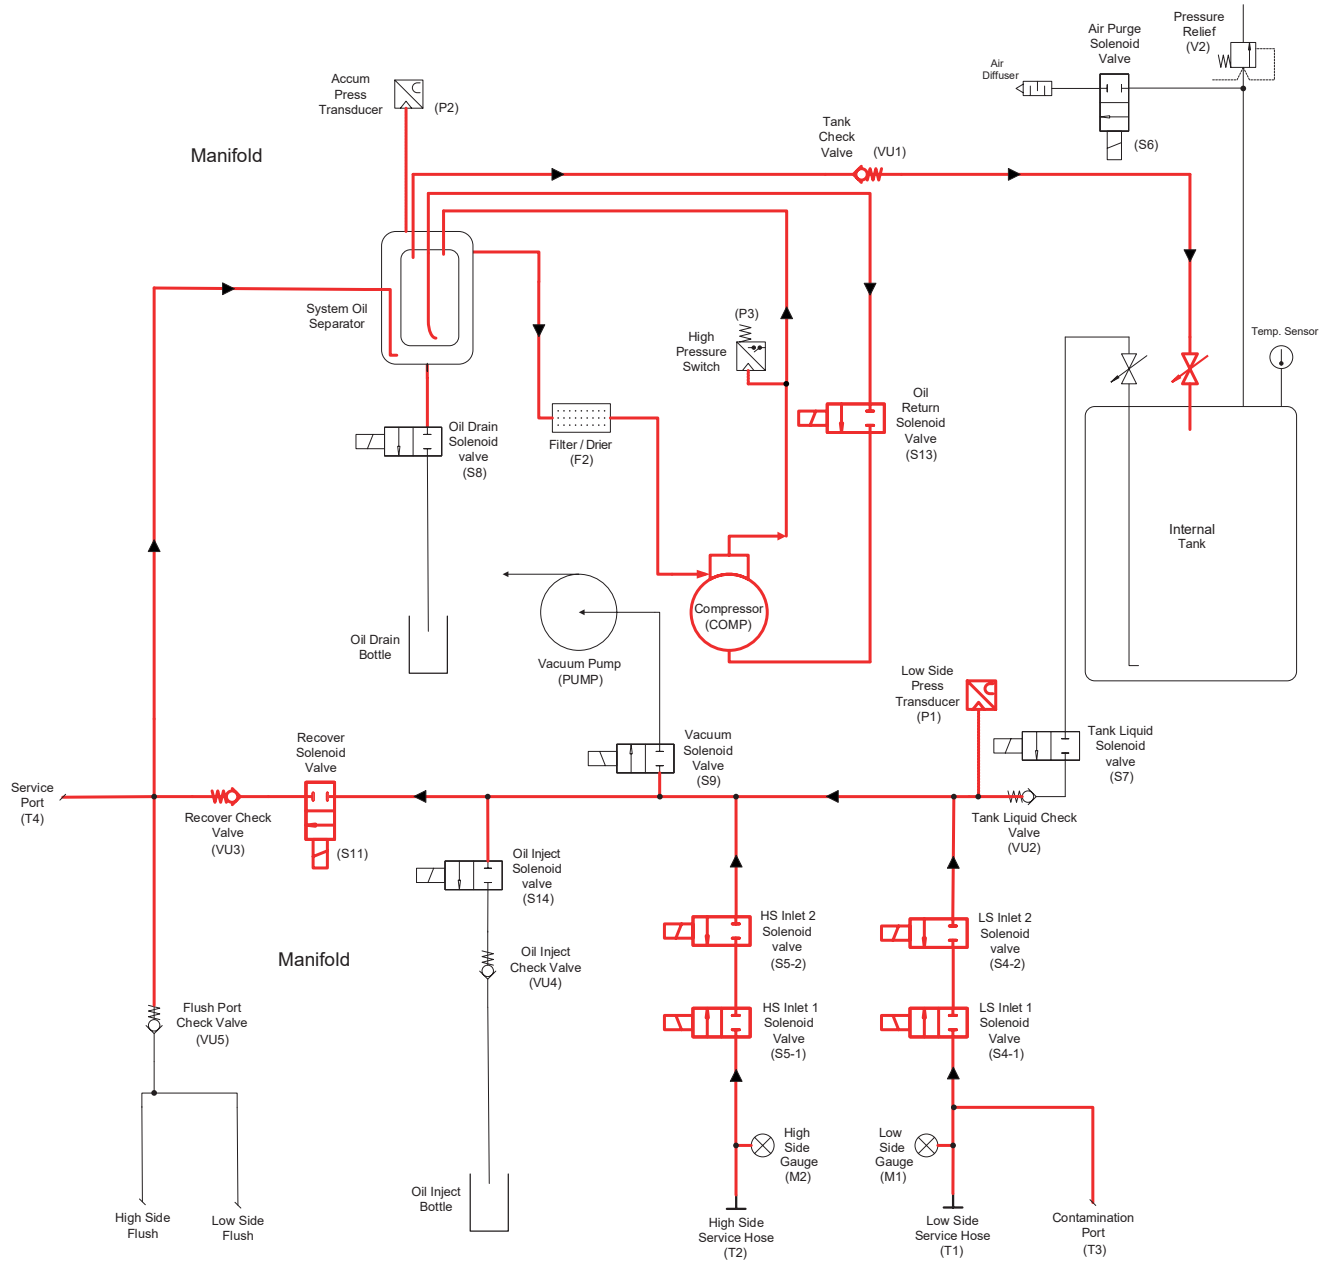 Pressure
Relief
(V2)
Air Purge
Solenoid
Valve
Air
Diffuser
(S6)
Accum
Press
Transducer
(P2)
Tank
Check
Valve
(VU1)
Manifold
System Oil
Separator
(P3)
High
Pressure
Switch
Temp. Sensor
Oil
Return
Solenoid
Valve
(S13)
Oil Drain
Solenoid
valve
(S8)
Filter / Drier
(F2)
Internal
Tank
Compressor
(COMP)
Oil Drain
Bottle
Vacuum Pump
(PUMP)
Low Side
Press
Transducer
(P1)
Recover
Solenoid
Valve
Vacuum
Solenoid
Valve
(S9)
Tank Liquid
Solenoid
valve
(S7)
Service
Port
(T4)
Recover Check
Valve
(VU3)
(S11)
Tank Liquid Check
Valve
(VU2)
Oil Inject
Solenoid
valve
(S14)
HS Inlet 2
Solenoid
valve
(S5-2)
LS Inlet 2
Solenoid
valve
(S4-2)
Manifold
Oil Inject
Check Valve
(VU4)
Flush Port
Check Valve
(VU5)
HS Inlet 1
Solenoid
Valve
(S5-1)
LS Inlet 1
Solenoid
Valve
(S4-1)
High
Side
Gauge
(M2)
Low
Side
Gauge
(M1)
Oil Inject
Bottle
High Side
Flush
Low Side
Flush
High Side
Service Hose
(T2)
Low Side
Service Hose
(T1)
Contamination
Port
(T3)